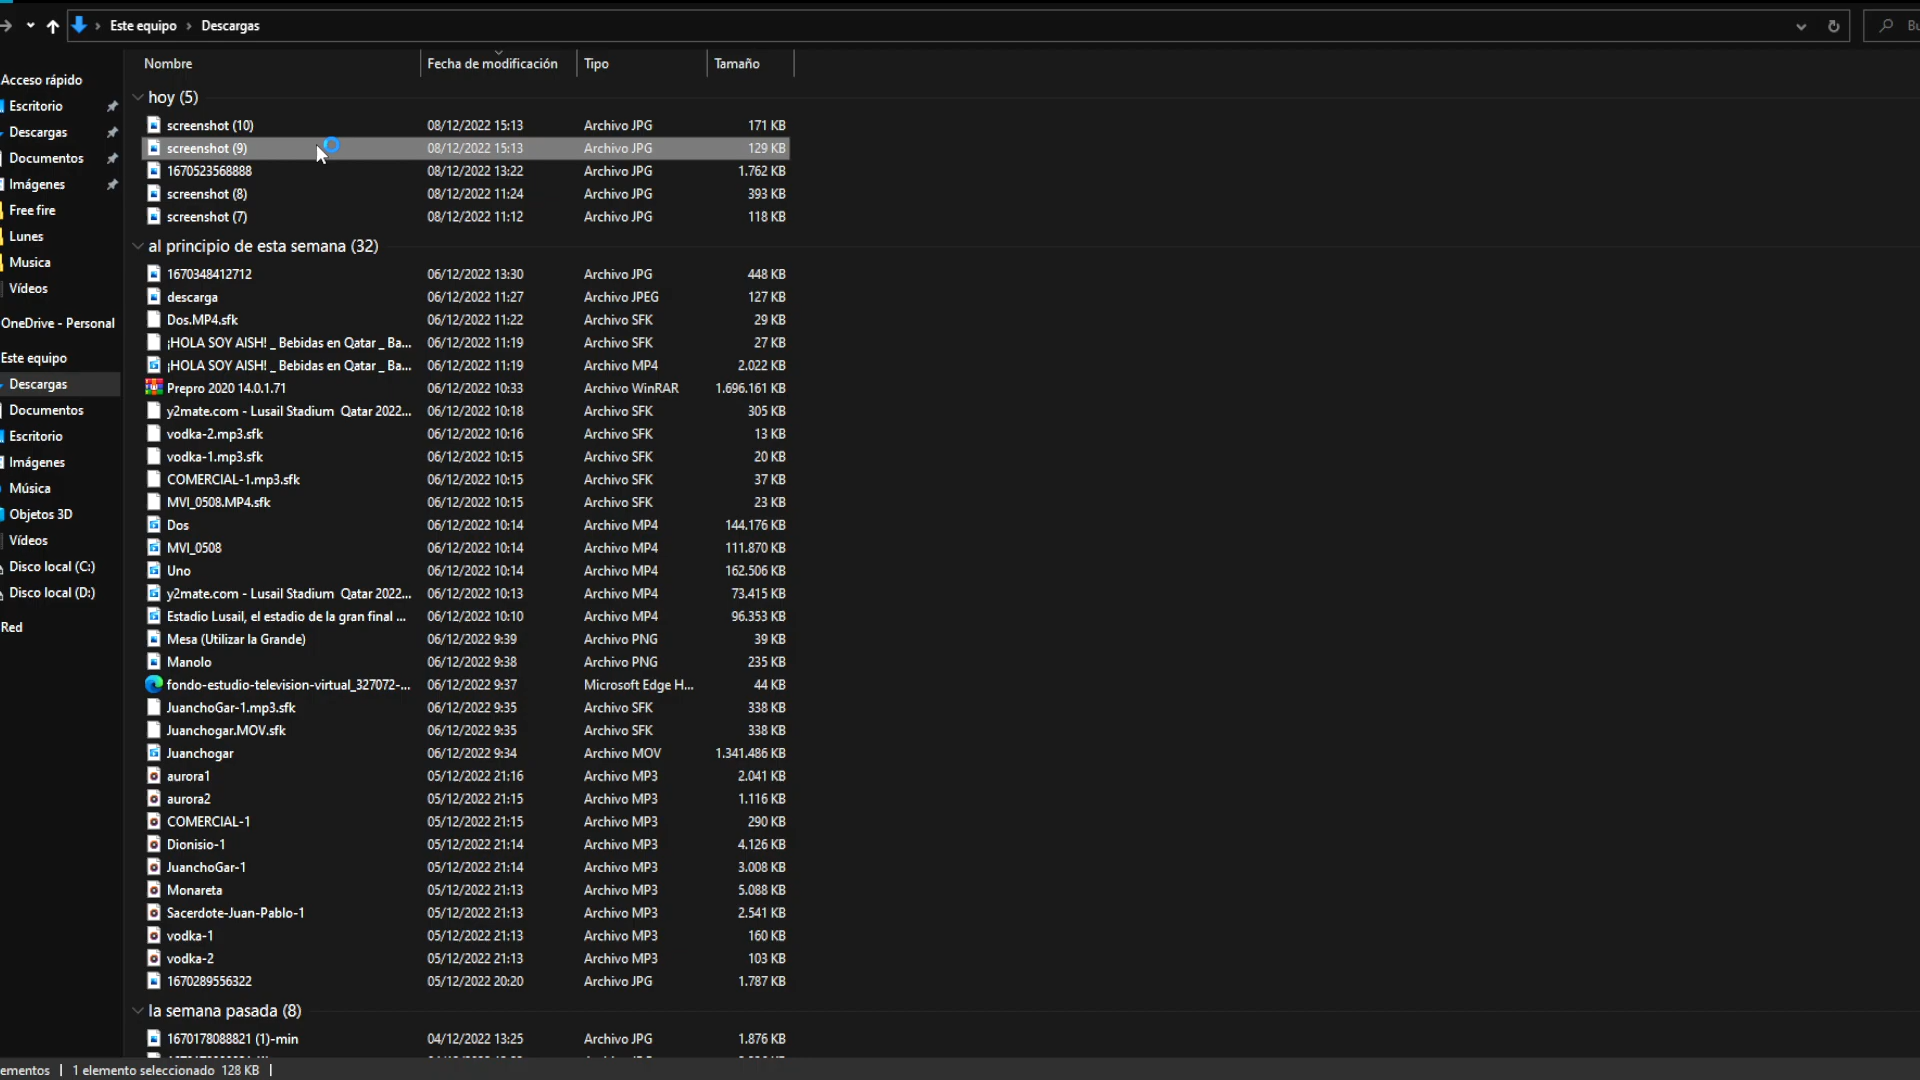 Este equipo > Descargas
Bu
Nombre Fecha de modificación Tipo Tamaño
Acceso rápido
Escritorio
Descargas
Documentos
Imágenes
Free fire
Lunes
Musica
Vídeos
OneDrive - Personal
Este equipo
Descargas
Documentos
Escritorio
Imágenes
Música
Objetos 3D
Vídeos
Disco local (C:)
Disco local (D:)
Red
hoy (5)
screenshot (10) 08/12/2022 15:13 Archivo JPG 171 KB
screenshot (9) 08/12/2022 15:13 Archivo JPG 129 KB
1670523568888 08/12/2022 13:22 Archivo JPG 1.762 KB
screenshot (8) 08/12/2022 11:24 Archivo JPG 393 KB
screenshot (7) 08/12/2022 11:12 Archivo JPG 118 KB
al principio de esta semana (32)
1670348412712 06/12/2022 13:30 Archivo JPG 448 KB
descarga 06/12/2022 11:27 Archivo JPEG 127 KB
Dos.MP4.sfk 06/12/2022 11:22 Archivo SFK 29 KB
¡HOLA SOY AISH! _ Bebidas en Qatar _ Ba... 06/12/2022 11:19 Archivo SFK 27 KB
¡HOLA SOY AISH! _ Bebidas en Qatar _ Ba... 06/12/2022 11:19 Archivo MP4 2.022 KB
Prepro 2020 14.0.1.71 06/12/2022 10:33 Archivo WinRAR 1.696.161 KB
y2mate.com - Lusail Stadium Qatar 2022... 06/12/2022 10:18 Archivo SFK 305 KB
vodka-2.mp3.sfk 06/12/2022 10:16 Archivo SFK 13 KB
vodka-1.mp3.sfk 06/12/2022 10:15 Archivo SFK 20 KB
COMERCIAL-1.mp3.sfk 06/12/2022 10:15 Archivo SFK 37 KB
MVI_0508.MP4.sfk 06/12/2022 10:15 Archivo SFK 23 KB
Dos 06/12/2022 10:14 Archivo MP4 144.176 KB
MVI_0508 06/12/2022 10:14 Archivo MP4 111.870 KB
Uno 06/12/2022 10:14 Archivo MP4 162.506 KB
y2mate.com - Lusail Stadium Qatar 2022... 06/12/2022 10:13 Archivo MP4 73.415 KB
Estadio Lusail, el estadio de la gran final ... 06/12/2022 10:10 Archivo MP4 96.353 KB
Mesa (Utilizar la Grande) 06/12/2022 9:39 Archivo PNG 39 KB
Manolo 06/12/2022 9:38 Archivo PNG 235 KB
fondo-estudio-television-virtual_327072-... 06/12/2022 9:37 Microsoft Edge H... 44 KB
JuanchoGar-1.mp3.sfk 06/12/2022 9:35 Archivo SFK 338 KB
Juanchogar.MOV.sfk 06/12/2022 9:35 Archivo SFK 338 KB
Juanchogar 06/12/2022 9:34 Archivo MOV 1.341.486 KB
aurora1 05/12/2022 21:16 Archivo MP3 2.041 KB
aurora2 05/12/2022 21:15 Archivo MP3 1.116 KB
COMERCIAL-1 05/12/2022 21:15 Archivo MP3 290 KB
Dionisio-1 05/12/2022 21:14 Archivo MP3 4.126 KB
JuanchoGar-1 05/12/2022 21:14 Archivo MP3 3.008 KB
Monareta 05/12/2022 21:13 Archivo MP3 5.088 KB
Sacerdote-Juan-Pablo-1 05/12/2022 21:13 Archivo MP3 2.541 KB
vodka-1 05/12/2022 21:13 Archivo MP3 160 KB
vodka-2 05/12/2022 21:13 Archivo MP3 103 KB
1670289556322 05/12/2022 20:20 Archivo JPG 1.787 KB
la semana pasada (8)
1670178088821 (1)-min 04/12/2022 13:25 Archivo JPG 1.876 KB
ementos | 1 elemento seleccionado 128 KB |